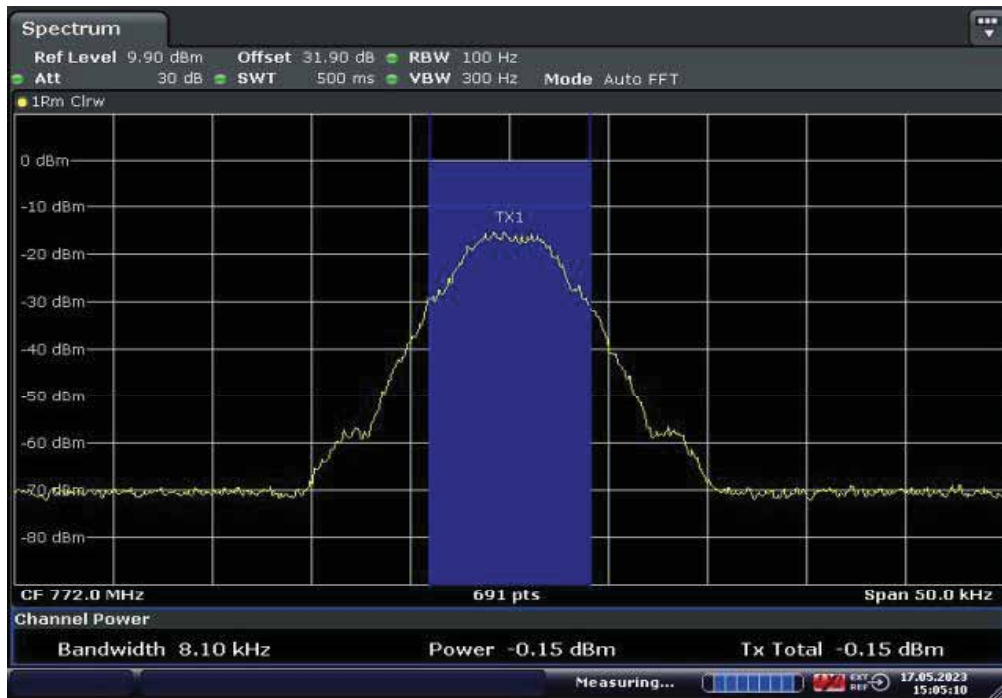 Spectrum
Ref Level 9.90 dBm Offset 31.90 dB RBW 100 Hz
Att 30 dB SWT 500 ms VBW 300 Hz Mode Auto FFT
1Rm Clrw
0 dBm
-10 dBm
TX1
-20 dBm
-30 dBm
-40 dBm
-50 dBm
-60 dBm
-70 dBm
-80 dBm
CF 772.0 MHz 691 pts Span 50.0 kHz
Channel Power
Bandwidth 8.10 kHz Power -0.15 dBm Tx Total -0.15 dBm
Measuring... EXT REF 17.05.2023
15:05:10